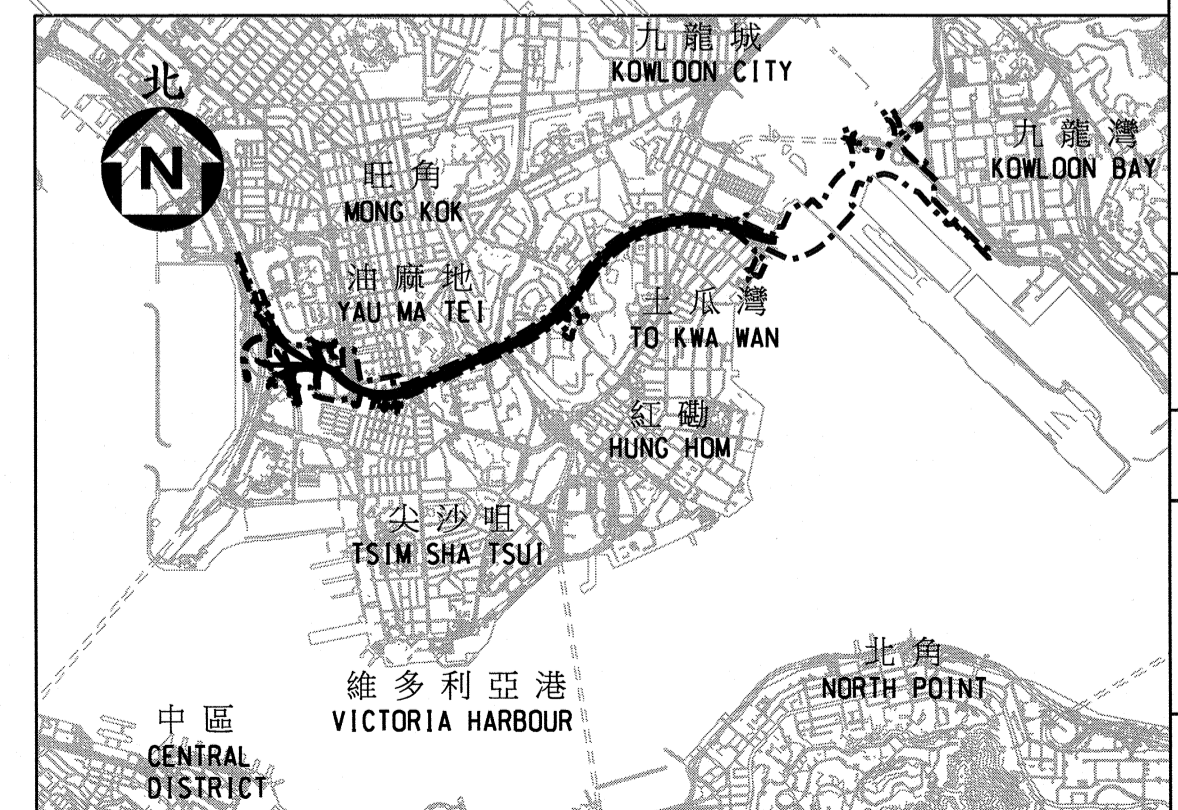 九龍城
KOWLOON CITY
北
N
九龍灣
KOWLOON BAY
旺角
MONG KOK
油麻地
YAU MA TEI
土瓜灣
TO KWA WAN
紅磡
HUNG HOM
尖沙咀
TSIM SHA TSUI
北角
NORTH POINT
維多利亞港
VICTORIA HARBOUR
中區
CENTRAL
DISTRICT